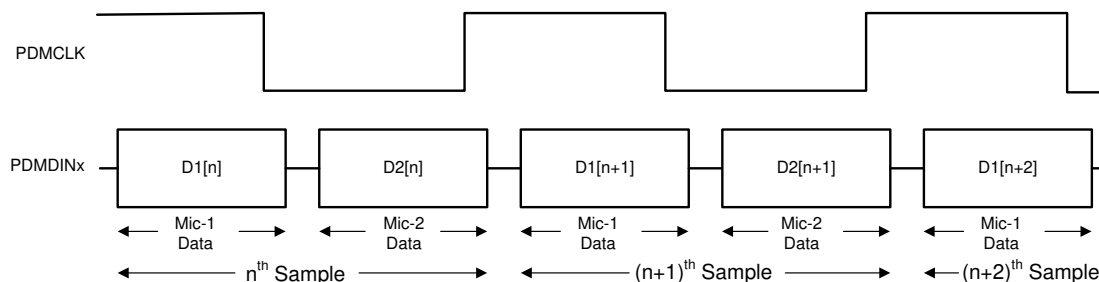 PDMCLK
PDMDINx
D1[n]
D2[n]
D1[n+1]
D2[n+1]
D1[n+2]
Mic-1
Data
Mic-2
Data
Mic-1
Data
Mic-2
Data
Mic-1
Data
nth Sample
(n+1)th Sample
(n+2)th Sample